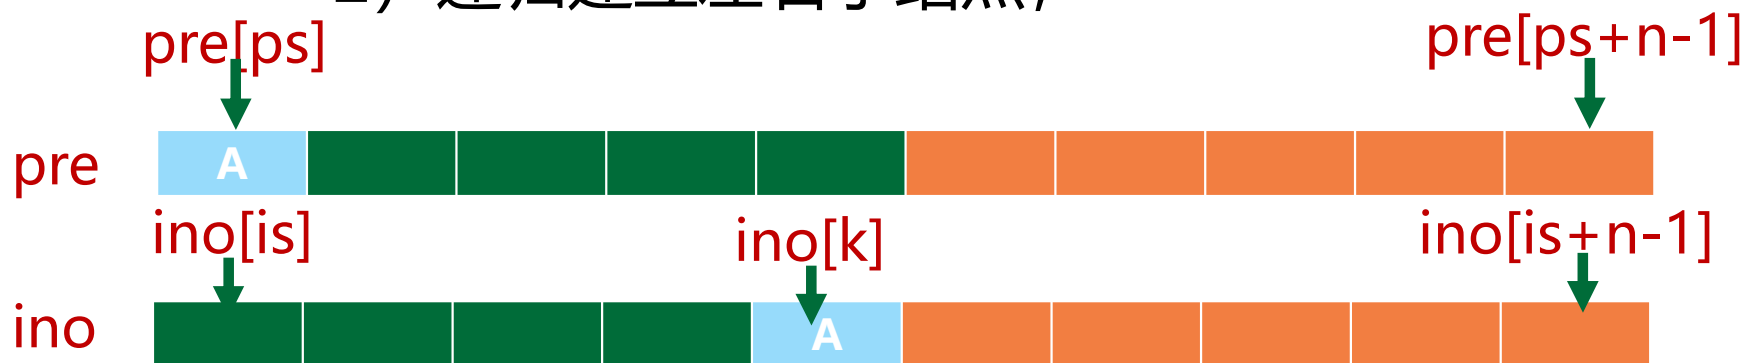 pre[ps] pre[ps+n-1]
pre A
ino[is] ino[k] ino[is+n-1]
ino A